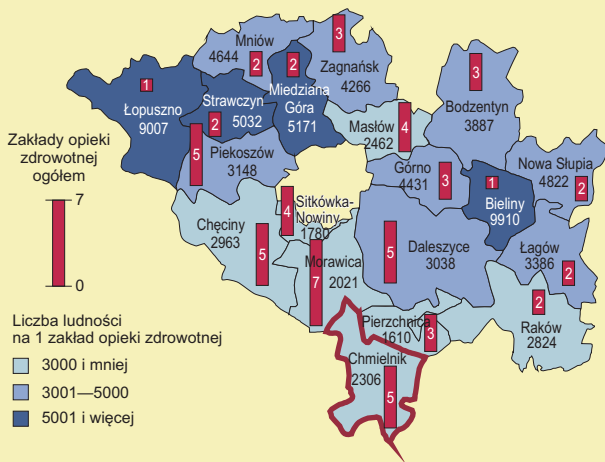 3
Mniów
4644
2
2
Zagnańsk
4266
3
Bodzentyn
3887
1
Łopuszno
9007
Strawczyn
2
5032
Miedziana
Góra
5171
Masłów
2462
4
Zakłady opieki
zdrowotnej
ogółem
7
0
5
Piekoszów
3148
Górno
4431
3
1
Bieliny
9910
Nowa Słupia
4822
2
Chęciny
2963
5
4
Sitkówka-
Nowiny
1780
Morawica
2021
7
5
Daleszyce
3038
Łagów
3386
2
2
Raków
2824
Pierzchnica
1610
3
Chmielnik
2306
5
Liczba ludności
na 1 zakład opieki zdrowotnej
3000 i mniej
3001—5000
5001 i więcej